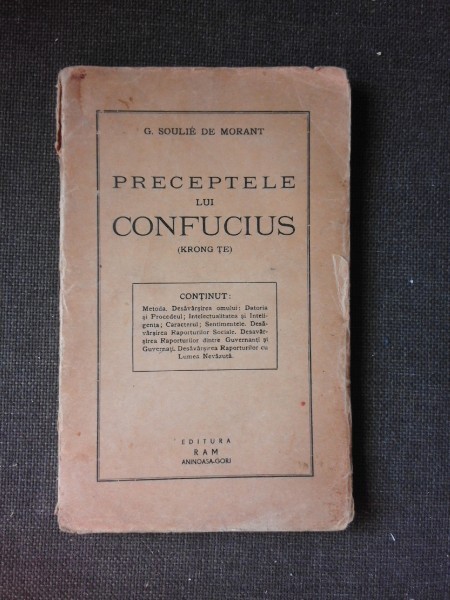 G. SOULIÉ DE MORANT
PRECEPTELE
LUI
CONFUCIUS
(KRONG ȚE)
CONȚINUT:
Metoda. Desăvârșirea omului; Datoria
și Procedeul; Intelectualitatea și Inteli-
gența; Caracterul; Sentimentele. Desă-
vârșirea Raporturilor Sociale. Desăvâr-
șirea Raporturilor dintre Guvernanți și
Guvernați. Desăvârșirea Raporturilor cu
Lumea Nevăzută.
EDITURA
RAM
ANINOASA-GORJ